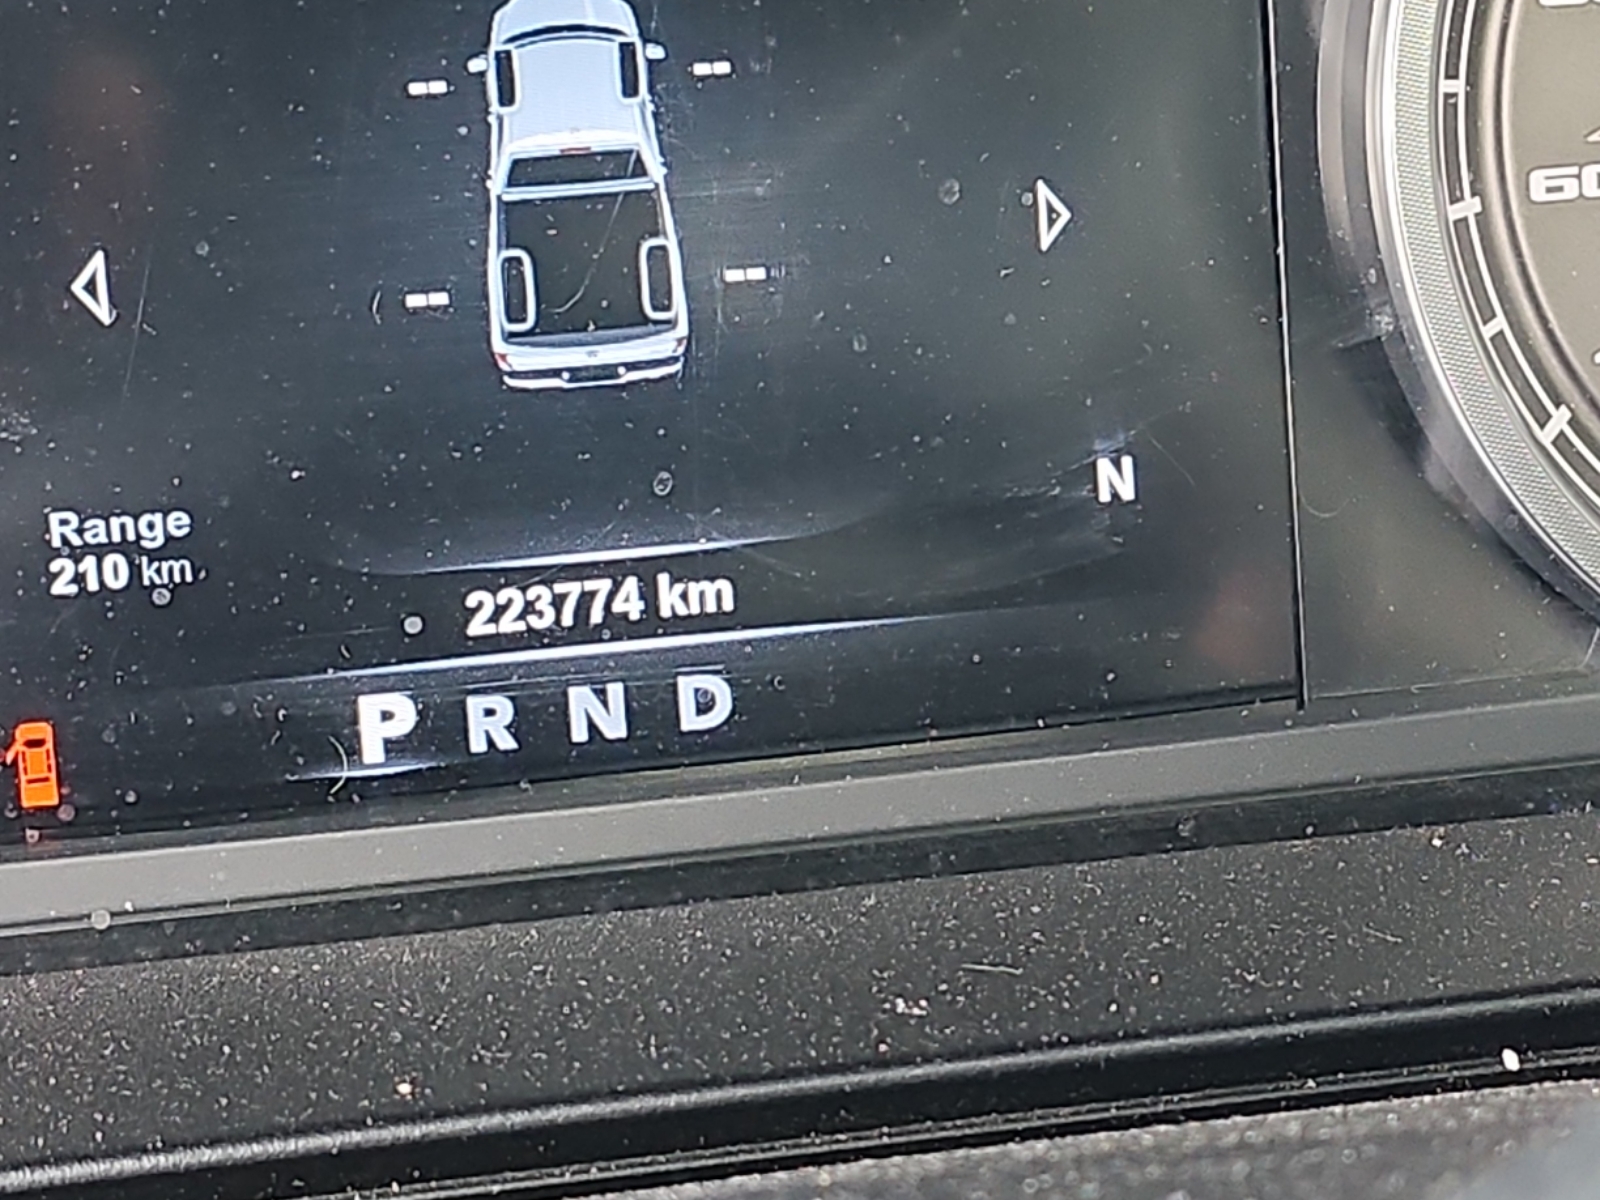 -- --
-- --
N
Range
210 km
223774 km
P R N D